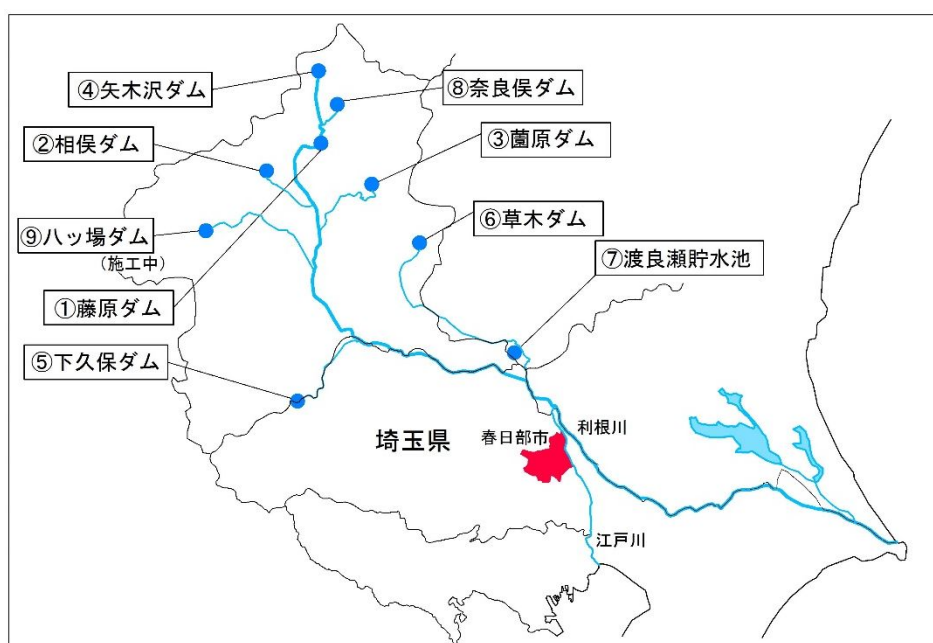 ④矢木沢ダム
⑧奈良俣ダム
②相俣ダム
③薗原ダム
⑥草木ダム
⑨八ッ場ダム
(施工中)
⑦渡良瀬貯水池
①藤原ダム
⑤下久保ダム
埼玉県
春日部市
利根川
江戸川